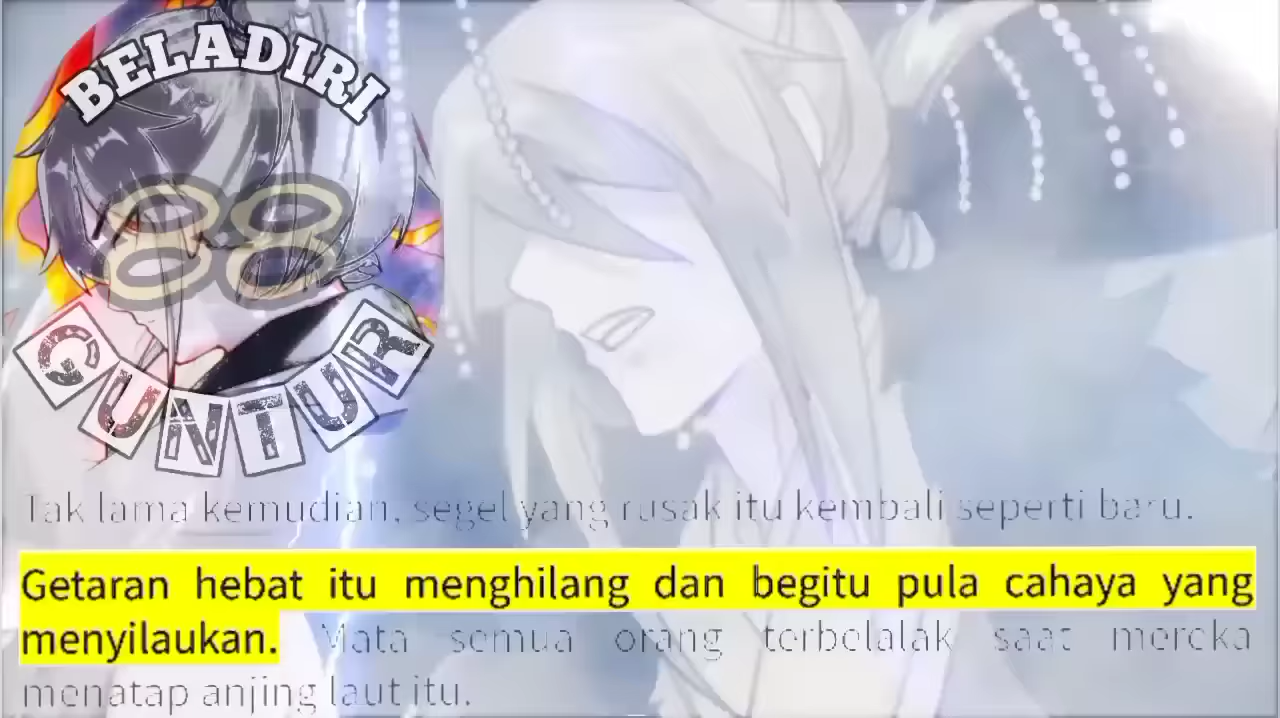 BELADIRI
GUNTUR
Tak lama kemudian, segel yang rusak itu kembali seperti baru.
Getaran hebat itu menghilang dan begitu pula cahaya yang
menyilaukan. Mata semua orang terbelalak saat mereka
menatap anjing laut itu.